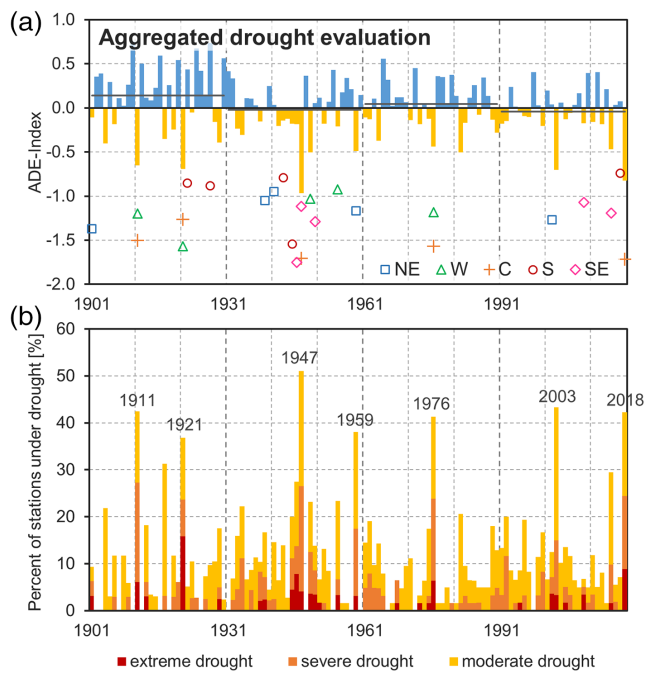 (a)
Aggregated drought evaluation
ADE-Index
1.0
0.5
0.0
-0.5
-1.0
-1.5
-2.0
NE W C S SE
1901 1931 1961 1991
(b)
Percent of stations under drought [%]
60
50
40
30
20
10
0
1911
1921
1947
1959
1976
2003
2018
1901 1931 1961 1991
extreme drought severe drought moderate drought